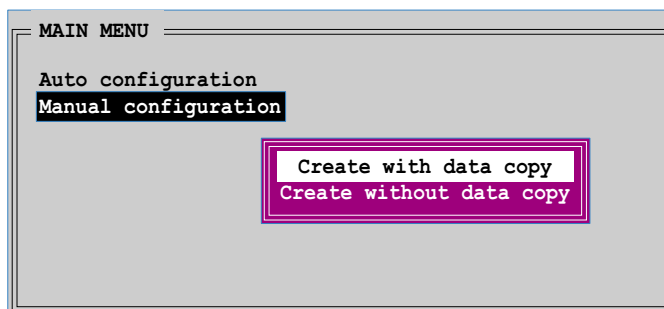 MAIN MENU
Auto configuration
Manual configuration
Create with data copy
Create without data copy